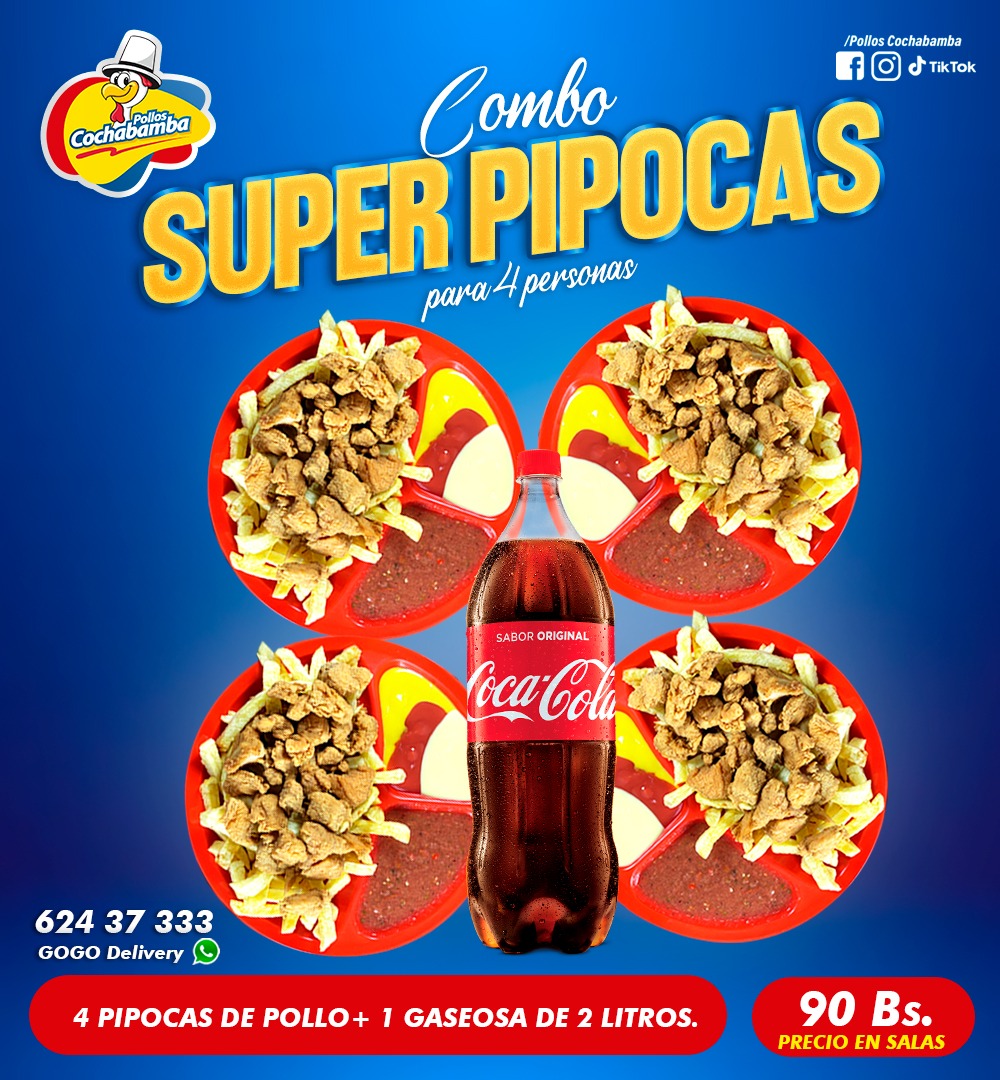 /Pollos Cochabamba
TikTok
Pollos
Cochabamba
Combo
SUPER PIPOCAS
para 4 personas
SABOR ORIGINAL
Coca-Cola
624 37 333
GOGO Delivery
4 PIPOCAS DE POLLO+ 1 GASEOSA DE 2 LITROS.
90 Bs.
PRECIO EN SALAS